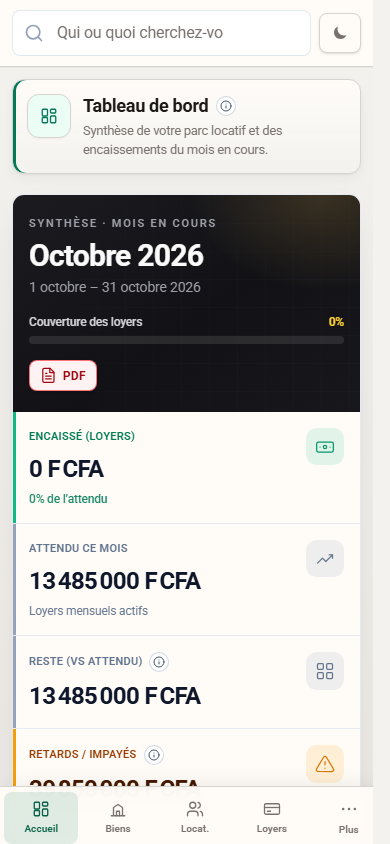 Qui ou quoi cherchez-vo
Tableau de bord
Synthèse de votre parc locatif et des
encaissements du mois en cours.
SYNTHÈSE · MOIS EN COURS
Octobre 2026
1 octobre – 31 octobre 2026
Couverture des loyers 0%
PDF
ENCAISSÉ (LOYERS)
0 FCFA
0% de l'attendu
ATTENDU CE MOIS
13 485 000 FCFA
Loyers mensuels actifs
RESTE (VS ATTENDU)
13 485 000 FCFA
RETARDS / IMPAYÉS
Accueil Biens Locat. Loyers Plus